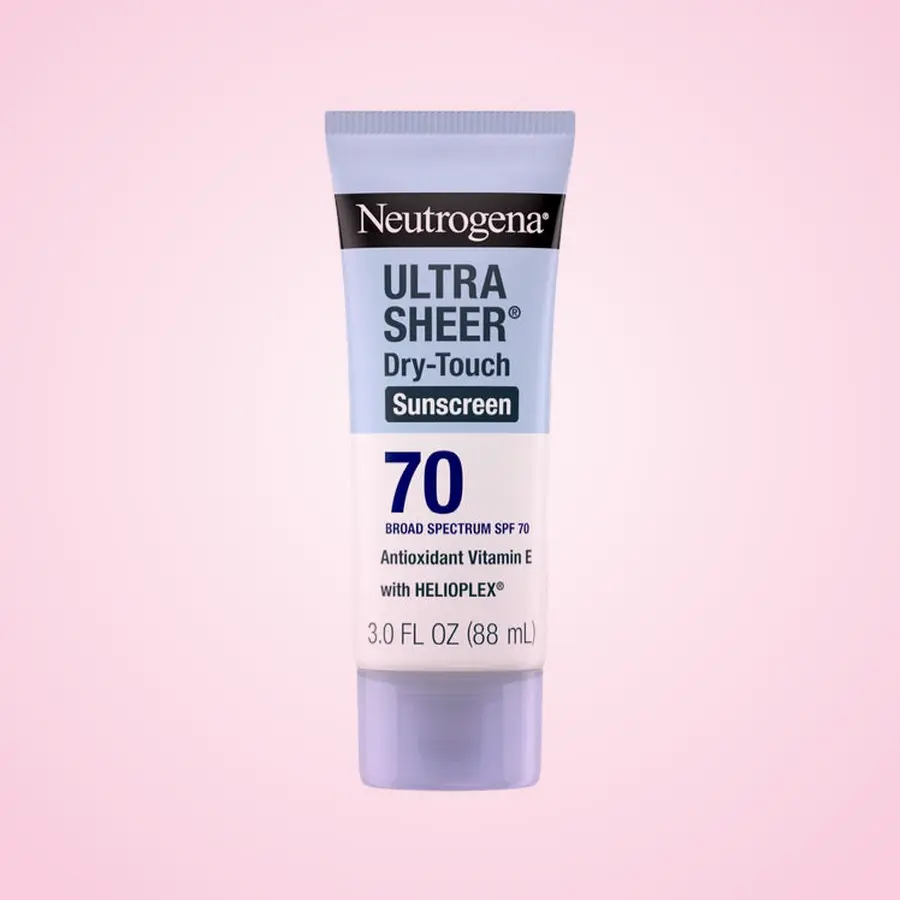 Neutrogena®
ULTRA
SHEER®
Dry-Touch
Sunscreen
70
BROAD SPECTRUM SPF 70
Antioxidant Vitamin E
with HELIOPLEX®
3.0 FL OZ (88 mL)